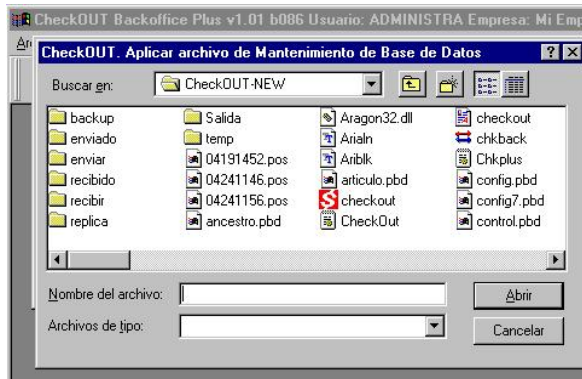 CheckOUT Backoffice Plus v1.01 b086 Usuario: ADMINISTRA Empresa: Mi Emp
CheckOUT. Aplicar archivo de Mantenimiento de Base de Datos
Buscar en: CheckOUT-NEW
backup Salida Aragon32.dll checkout
enviado temp Arialn chkback
enviar 04191452.pos Ariblk Chkplus
recibido 04241146.pos articulo.pbd config.pbd
recibir 04241156.pos checkout config7.pbd
replica ancestro.pbd CheckOut control.pbd
Nombre del archivo: Abrir
Archivos de tipo: Cancelar